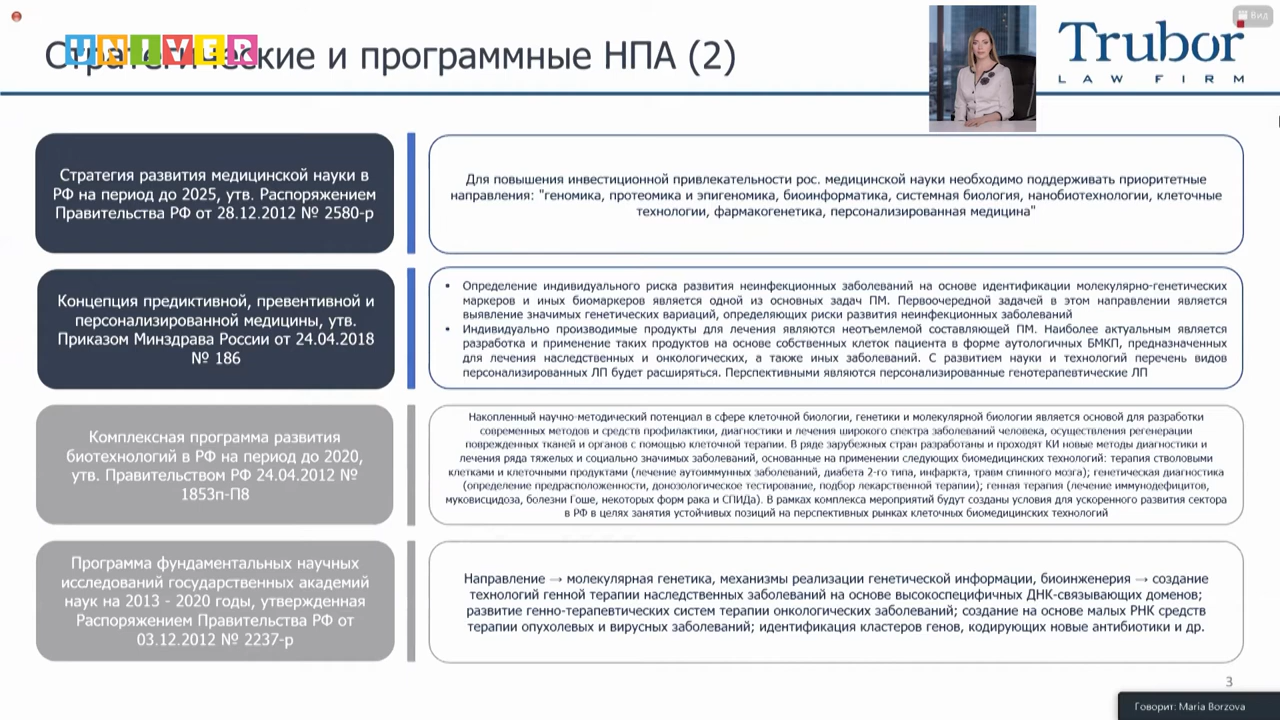 Вид
Стратегические и программные НПА (2)
UNIVER
Trubor
LAW FIRM
Стратегия развития медицинской науки в
РФ на период до 2025, утв. Распоряжением
Правительства РФ от 28.12.2012 № 2580-р
Для повышения инвестиционной привлекательности рос. медицинской науки необходимо поддерживать приоритетные
направления: "геномика, протеомика и эпигеномика, биоинформатика, системная биология, нанобиотехнологии, клеточные
технологии, фармакогенетика, персонализированная медицина"
Концепция предиктивной, превентивной и
персонализированной медицины, утв.
Приказом Минздрава России от 24.04.2018
№ 186
• Определение индивидуального риска развития неинфекционных заболеваний на основе идентификации молекулярно-генетических
маркеров и иных биомаркеров является одной из основных задач ПМ. Первоочередной задачей в этом направлении является
выявление значимых генетических вариаций, определяющих риски развития неинфекционных заболеваний
• Индивидуально производимые продукты для лечения являются неотъемлемой составляющей ПМ. Наиболее актуальным является
разработка и применение таких продуктов на основе собственных клеток пациента в форме аутологичных БМКП, предназначенных
для лечения наследственных и онкологических, а также иных заболеваний. С развитием науки и технологий перечень видов
персонализированных ЛП будет расширяться. Перспективными являются персонализированные генотерапевтические ЛП
Комплексная программа развития
биотехнологий в РФ на период до 2020,
утв. Правительством РФ 24.04.2012 №
1853п-П8
Накопленный научно-методический потенциал в сфере клеточной биологии, генетики и молекулярной биологии является основой для разработки
современных методов и средств профилактики, диагностики и лечения широкого спектра заболеваний человека, осуществления регенерации
поврежденных тканей и органов с помощью клеточной терапии. В ряде зарубежных стран разработаны и проходят КИ новые методы диагностики и
лечения ряда тяжелых и социально значимых заболеваний, основанные на применении следующих биомедицинских технологий: терапия стволовыми
клетками и клеточными продуктами (лечение аутоиммунных заболеваний, диабета 2-го типа, инфаркта, травм спинного мозга); генетическая диагностика
(определение предрасположенности, донозологическое тестирование, подбор лекарственной терапии); генная терапия (лечение иммунодефицитов,
муковисцидоза, болезни Гоше, некоторых форм рака и СПИДа). В рамках комплекса мероприятий будут созданы условия для ускоренного развития сектора
в РФ в целях занятия устойчивых позиций на перспективных рынках клеточных биомедицинских технологий
Программа фундаментальных научных
исследований государственных академий
наук на 2013 - 2020 годы, утвержденная
Распоряжением Правительства РФ от
03.12.2012 № 2237-р
Направление → молекулярная генетика, механизмы реализации генетической информации, биоинженерия → создание
технологий генной терапии наследственных заболеваний на основе высокоспецифичных ДНК-связывающих доменов;
развитие генно-терапевтических систем терапии онкологических заболеваний; создание на основе малых РНК средств
терапии опухолевых и вирусных заболеваний; идентификация кластеров генов, кодирующих новые антибиотики и др.
3
Говорит: Maria Borzova